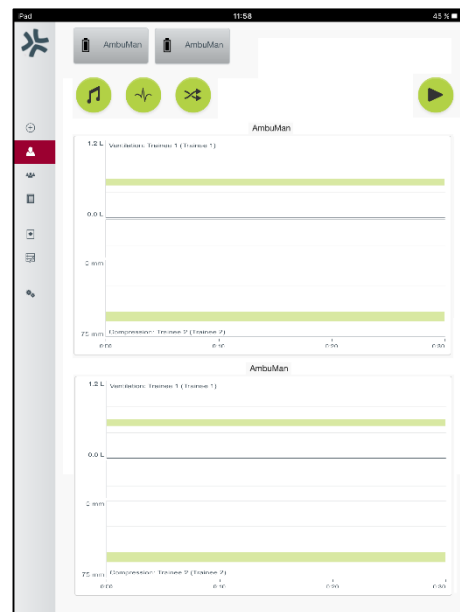 iPad 11:58 45 %
AmbuMan AmbuMan
AmbuMan
1.2 L Ventilation: Trainee 1 (Trainee 1)
0.0 L
0 mm
75 mm Compression: Trainee 2 (Trainee 2)
0:00 0:10 0:20 0:30
AmbuMan
1.2 L Ventilation: Trainee 1 (Trainee 1)
0.0 L
0 mm
75 mm Compression: Trainee 2 (Trainee 2)
0:00 0:10 0:20 0:30